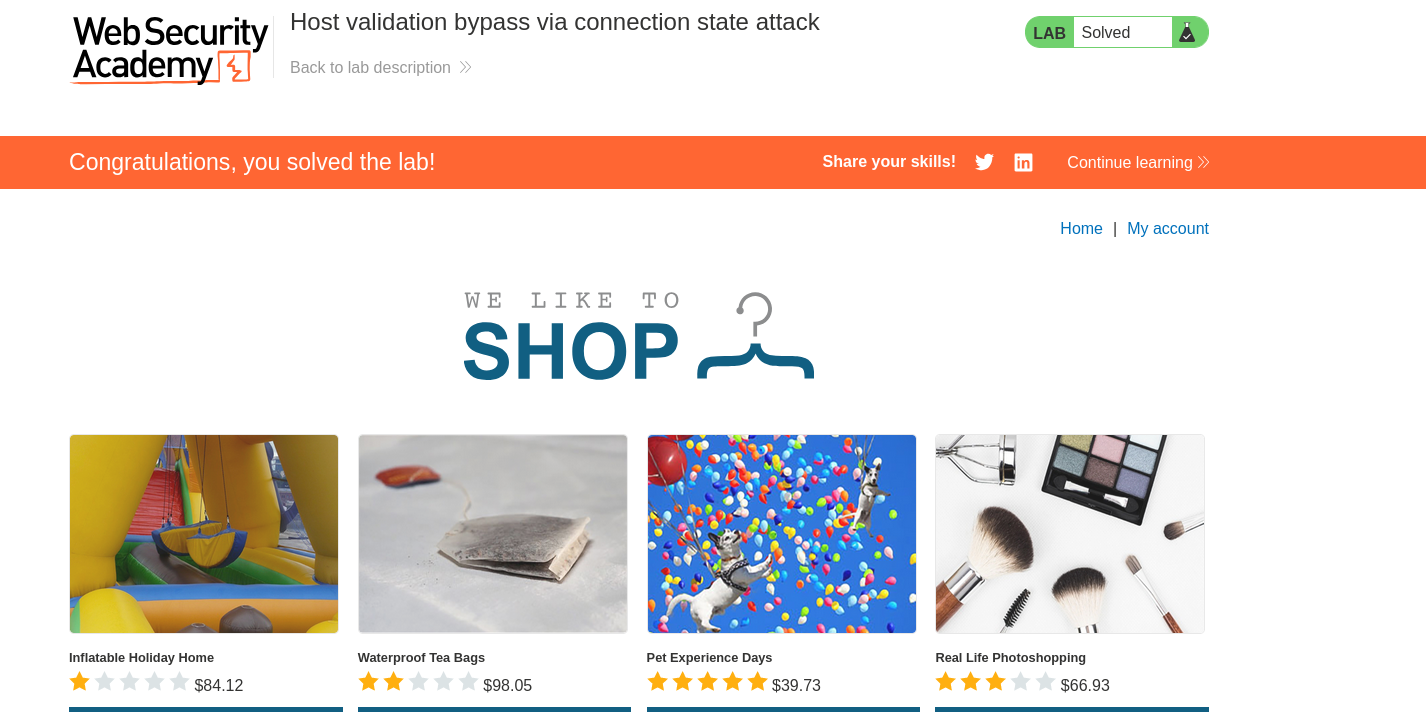 Web Security
Academy
Host validation bypass via connection state attack
Back to lab description
LAB Solved
Congratulations, you solved the lab!
Share your skills!
Continue learning
Home | My account
WE LIKE TO
SHOP
Inflatable Holiday Home
$84.12
Waterproof Tea Bags
$98.05
Pet Experience Days
$39.73
Real Life Photoshopping
$66.93